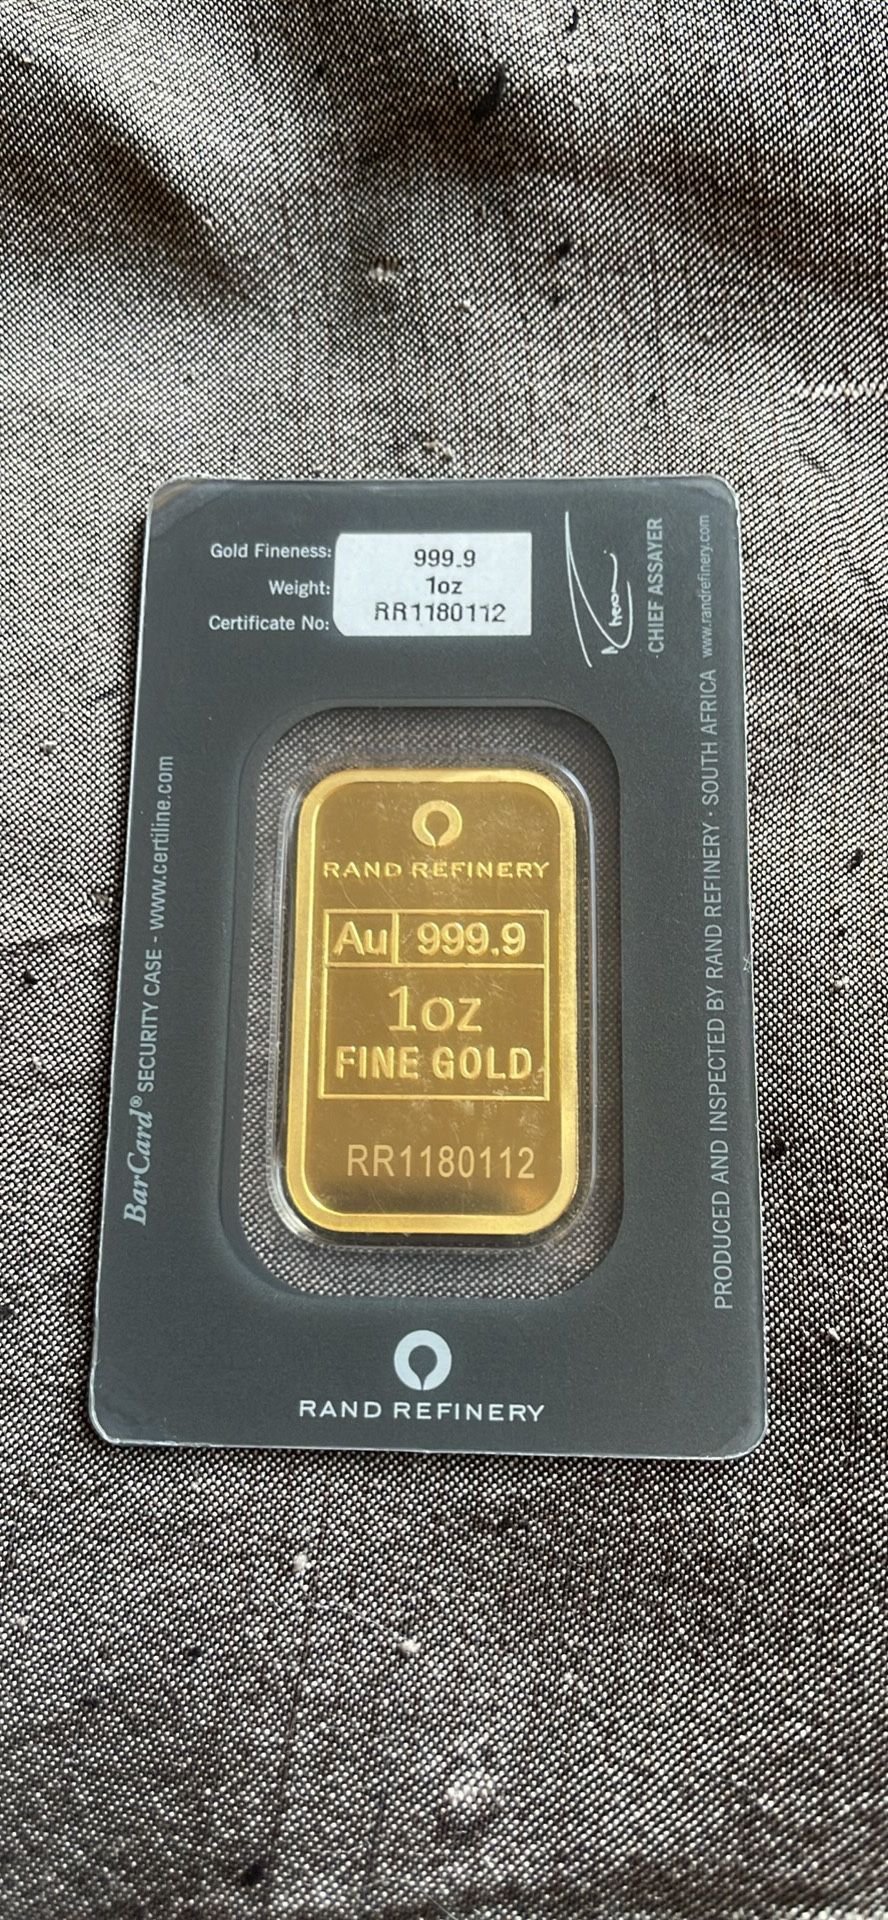 Gold Fineness: 999.9
Weight: 1oz
Certificate No: RR1180112
CHIEF ASSAYER
www.randrefinery.com
BarCard® SECURITY CASE - www.certiline.com
RAND REFINERY
Au 999.9
1oz
FINE GOLD
RR1180112
PRODUCED AND INSPECTED BY RAND REFINERY · SOUTH AFRICA
RAND REFINERY